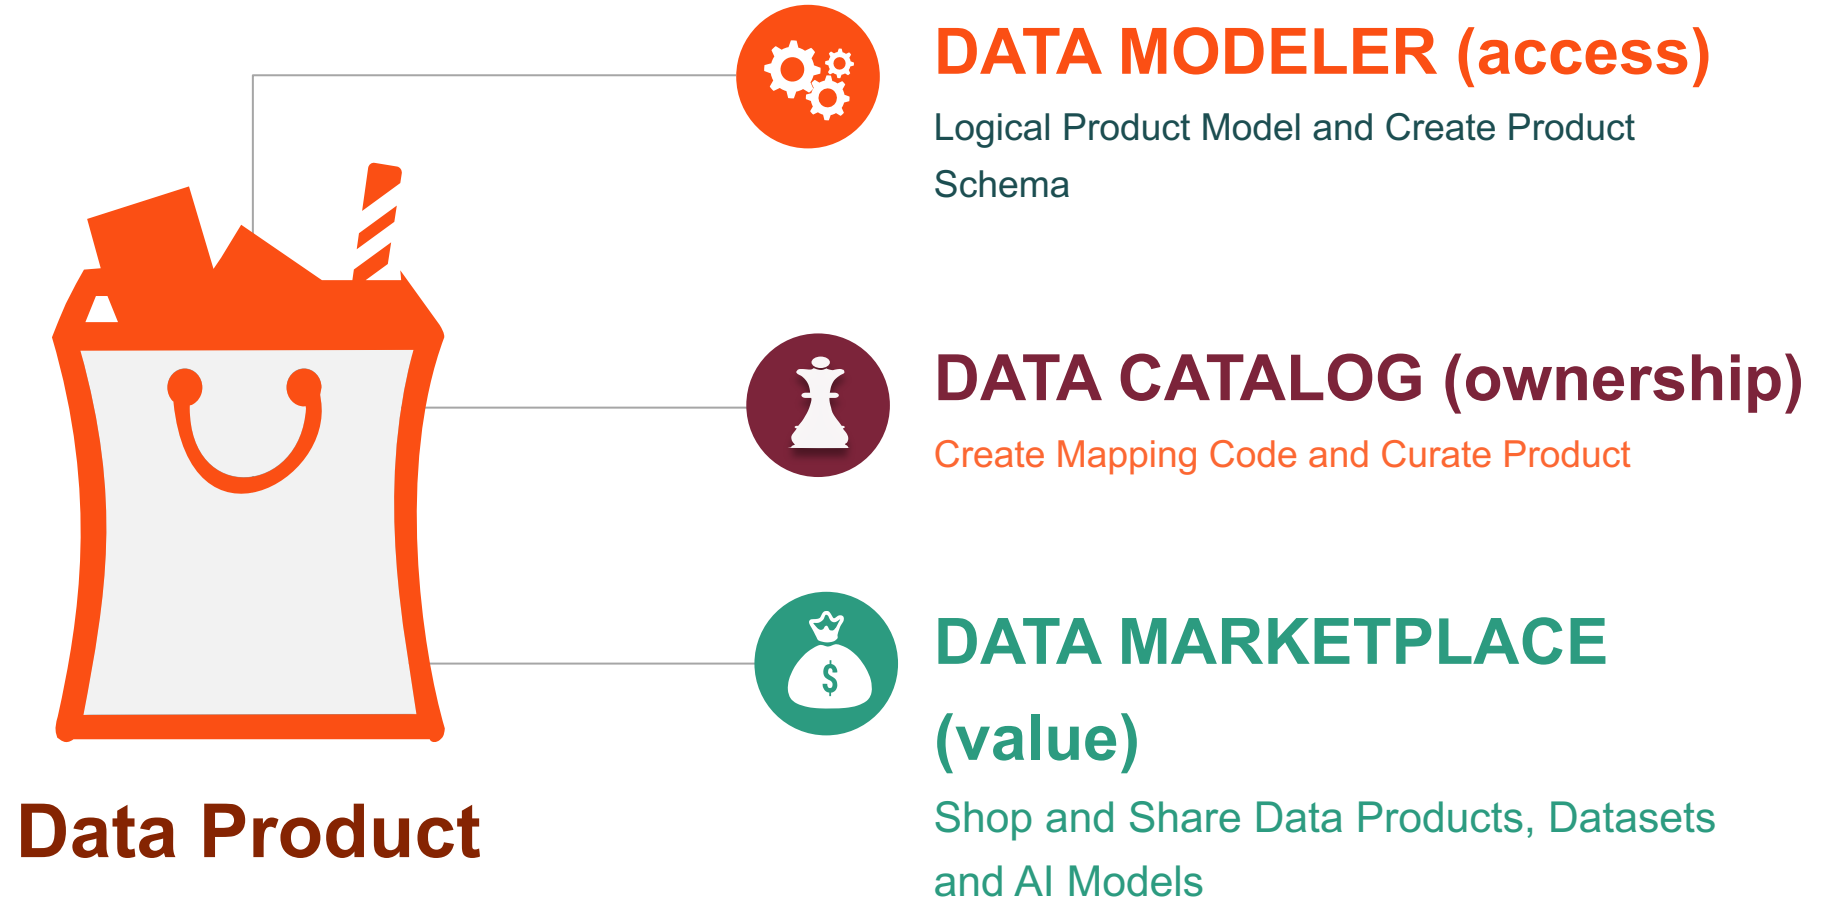 DATA MODELER (access)
Logical Product Model and Create Product
Schema
DATA CATALOG (ownership)
Create Mapping Code and Curate Product
$
DATA MARKETPLACE
(value)
Shop and Share Data Products, Datasets
and AI Models
Data Product